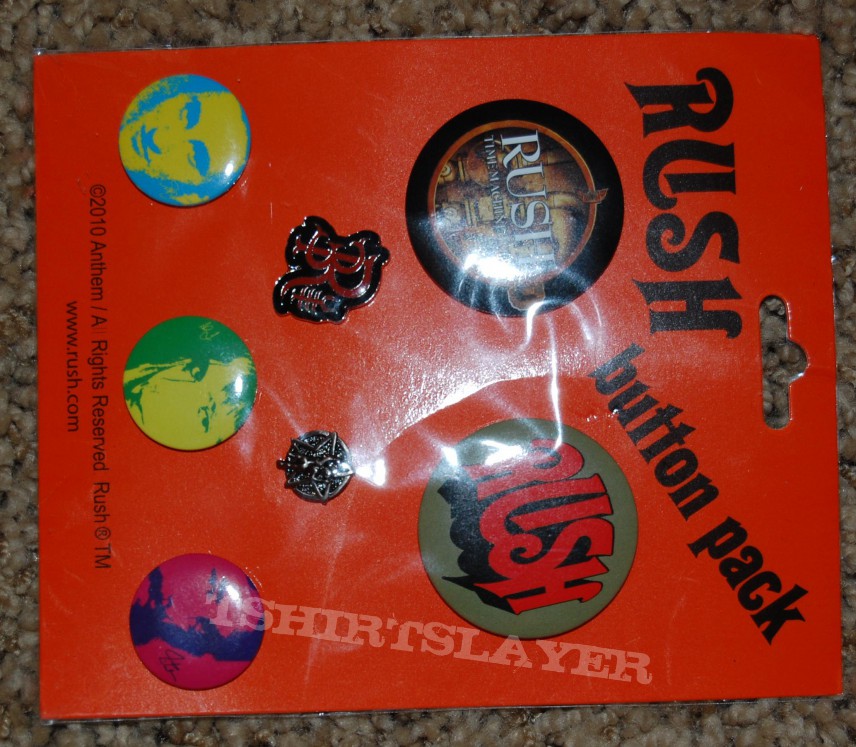 RUSH
button pack
RUSH
TIME MACHINE
RUSH
R
©2010 Anthem / All Rights Reserved Rush®TM
www.rush.com
TSHIRTSLAYER